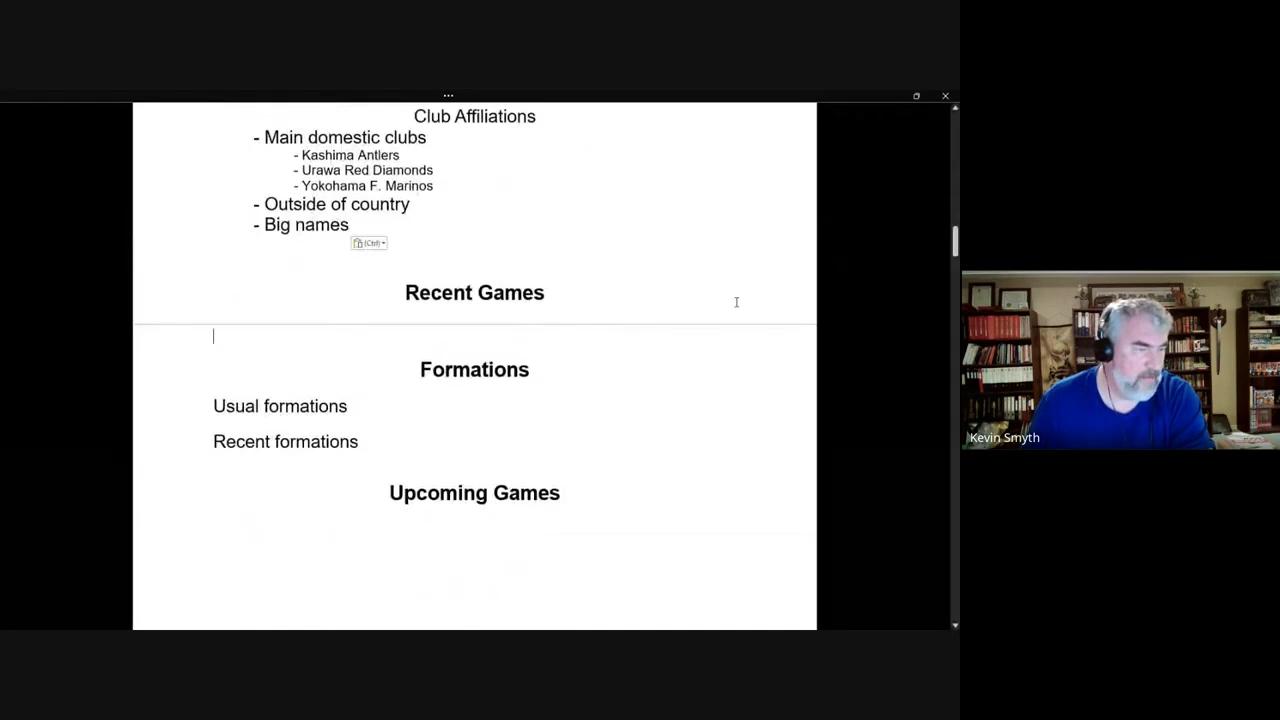 Club Affiliations
- Main domestic clubs
- Kashima Antlers
- Urawa Red Diamonds
- Yokohama F. Marinos
- Outside of country
- Big names
(Ctrl)
Recent Games
Formations
Usual formations
Recent formations
Upcoming Games
Kevin Smyth